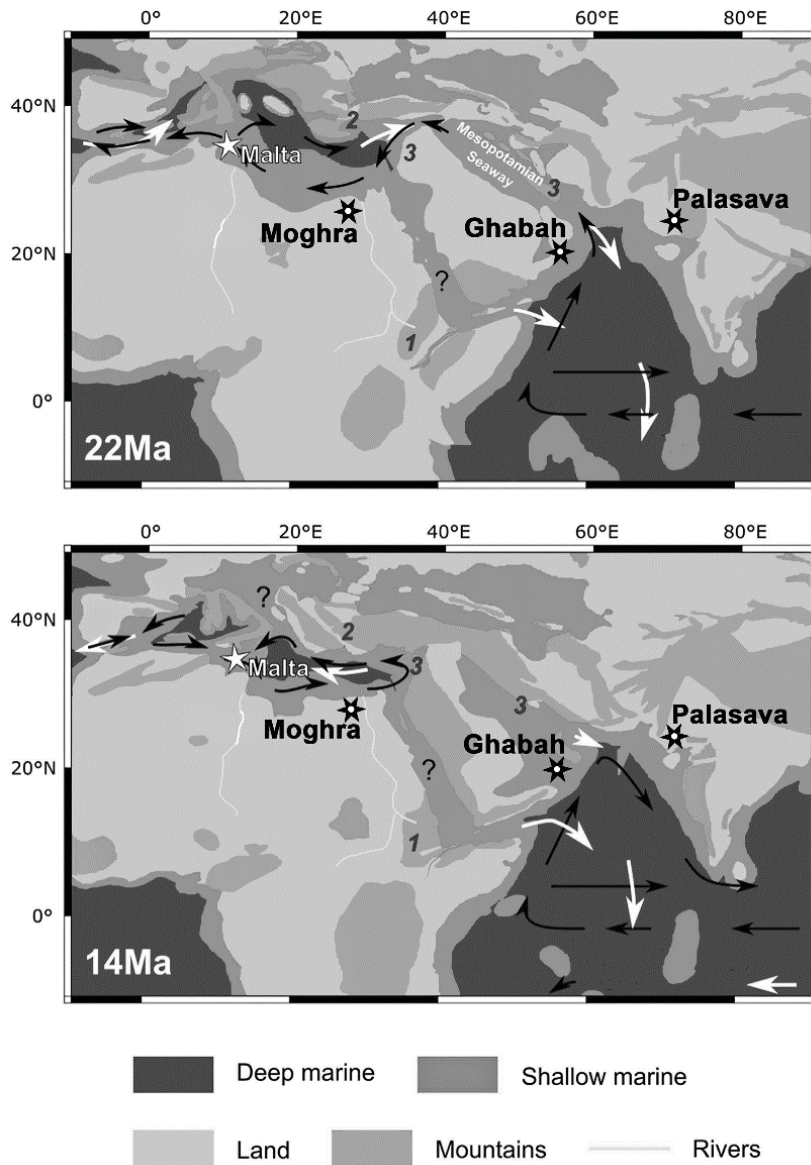 0° 20°E 40°E 60°E 80°E
40°N
2
Malta
3
Mesopotamian
Seaway
3
Palasava
Moghra
Ghabah
20°N
?
1
0°
22Ma
0° 20°E 40°E 60°E 80°E
?
40°N
2
Malta
3
3
Palasava
Moghra
Ghabah
20°N
?
1
0°
14Ma
Deep marine Shallow marine
Land Mountains Rivers